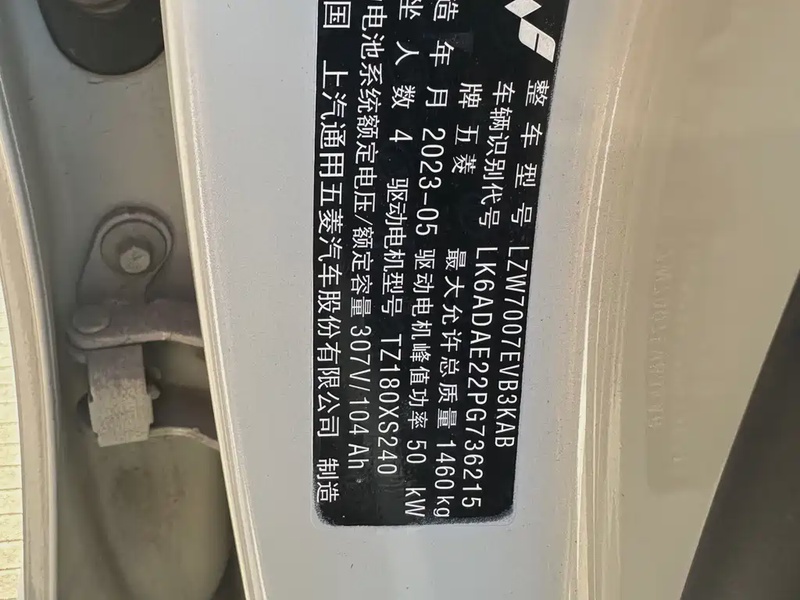 整车型号 LZW7007EVB3KAB
车辆识别代号 LK6ADAE22PG736215
牌 五菱 最大允许总质量 1460kg
造年月 2023-05 驱动电机峰值功率 50 kW
坐人数 4 驱动电机型号 TZ180XS240
电池系统额定电压/额定容量 307V/104Ah
国 上汽通用五菱汽车股份有限公司 制造